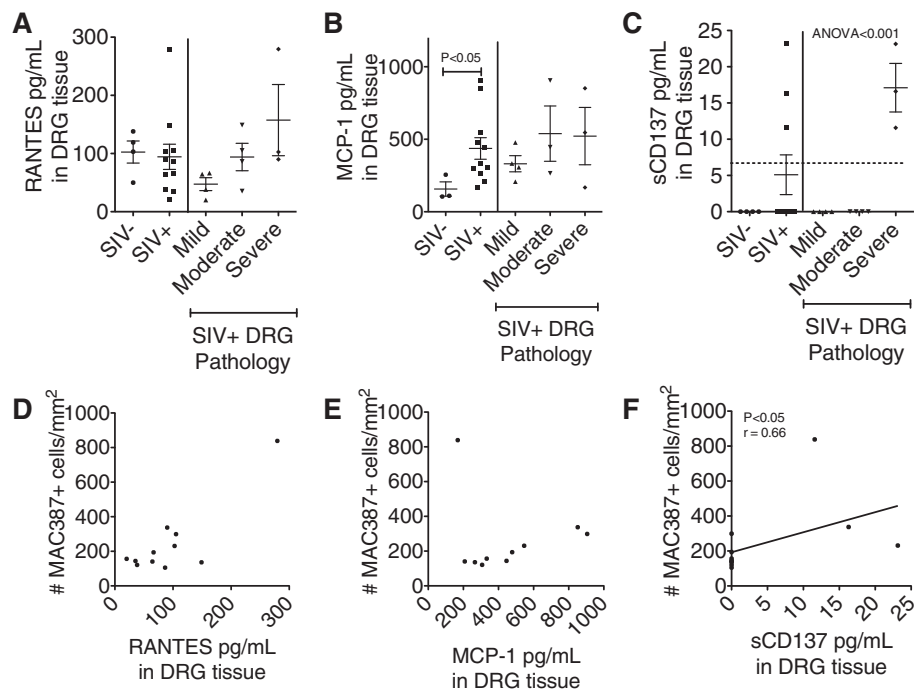 A
RANTES pg/mL
in DRG tissue
300
200
100
0
SIV-
SIV+
Mild
Moderate
Severe
SIV+ DRG
Pathology
B
MCP-1 pg/mL
in DRG tissue
1000
500
0
P<0.05
SIV-
SIV+
Mild
Moderate
Severe
SIV+ DRG
Pathology
C
sCD137 pg/mL
in DRG tissue
25
20
15
10
5
0
ANOVA<0.001
SIV-
SIV+
Mild
Moderate
Severe
SIV+ DRG
Pathology
D
# MAC387+ cells/mm²
1000
800
600
400
200
0
0 100 200 300
RANTES pg/mL
in DRG tissue
E
# MAC387+ cells/mm²
1000
800
600
400
200
0
0 200 400 600 800 1000
MCP-1 pg/mL
in DRG tissue
F
# MAC387+ cells/mm²
1000
800
600
400
200
0
P<0.05
r = 0.66
0 5 10 15 20 25
sCD137 pg/mL
in DRG tissue